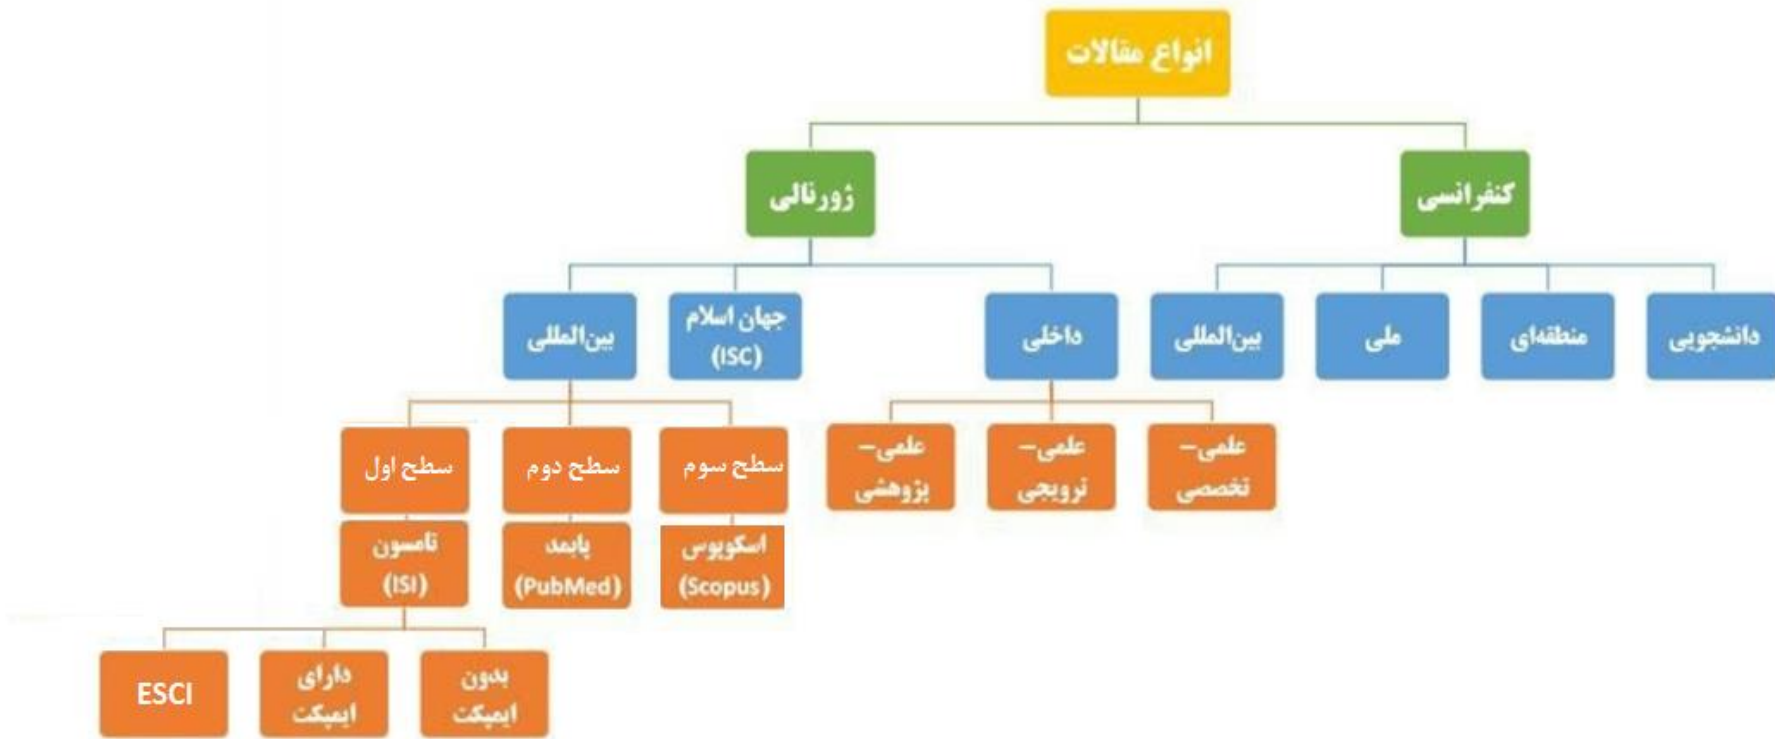 انواع مقالات
کنفرانسی
ژورنالی
دانشجویی
منطقه‌ای
ملی
بین‌المللی
داخلی
جهان اسلام
(ISC)
بین‌المللی
علمی–
تخصصی
علمی–
ترویجی
علمی–
پژوهشی
سطح سوم
سطح دوم
سطح اول
اسکوپوس
(Scopus)
پابمد
(PubMed)
تامسون
(ISI)
بدون
ایمپکت
دارای
ایمپکت
ESCI